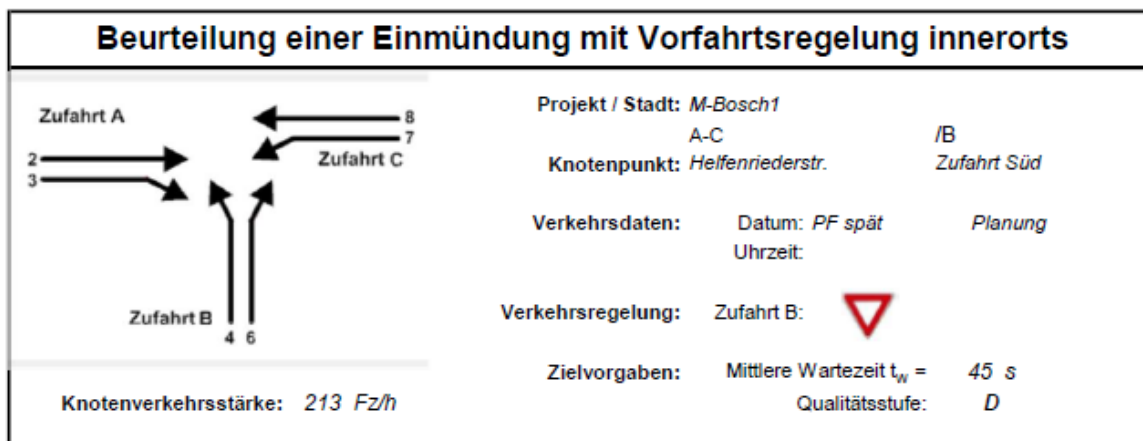 Beurteilung einer Einmündung mit Vorfahrtsregelung innerorts
Zufahrt A
8
7
2
Zufahrt C
3
Zufahrt B
4 6
Knotenverkehrsstärke: 213 Fz/h
Projekt / Stadt: M-Bosch1
A-C /B
Knotenpunkt: Helfenriederstr. Zufahrt Süd
Verkehrsdaten: Datum: PF spät Planung
Uhrzeit:
Verkehrsregelung: Zufahrt B:
Zielvorgaben: Mittlere Wartezeit tw = 45 s
Qualitätsstufe: D